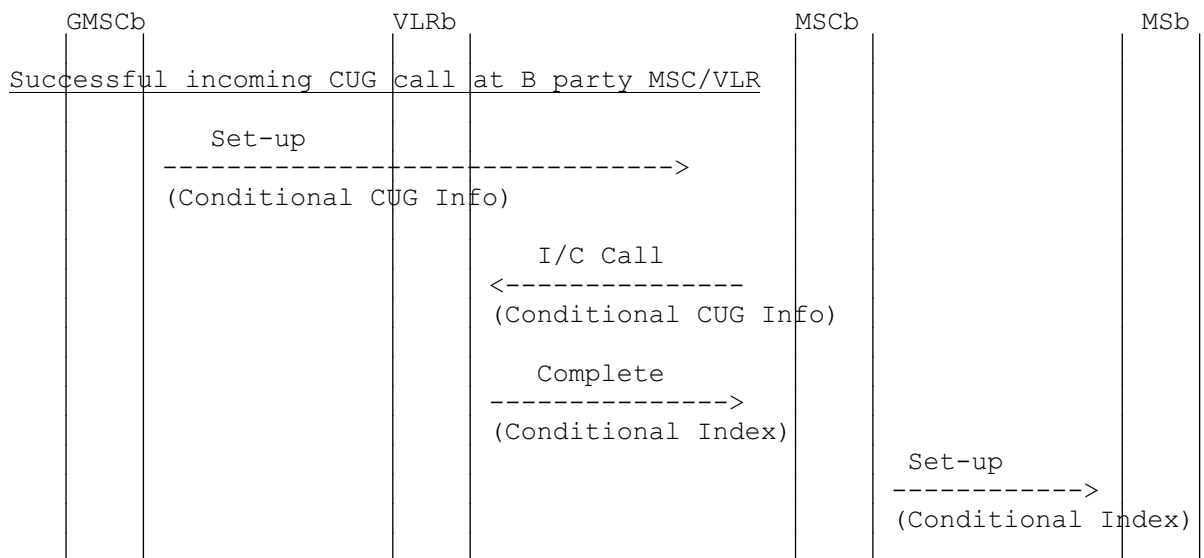 GMSCb VLRb MSCb MSb
Successful incoming CUG call at B party MSC/VLR
Set-up
------------------------------->
(Conditional CUG Info)
I/C Call
<---------------
(Conditional CUG Info)
Complete
--------------->
(Conditional Index)
Set-up
------------>
(Conditional Index)